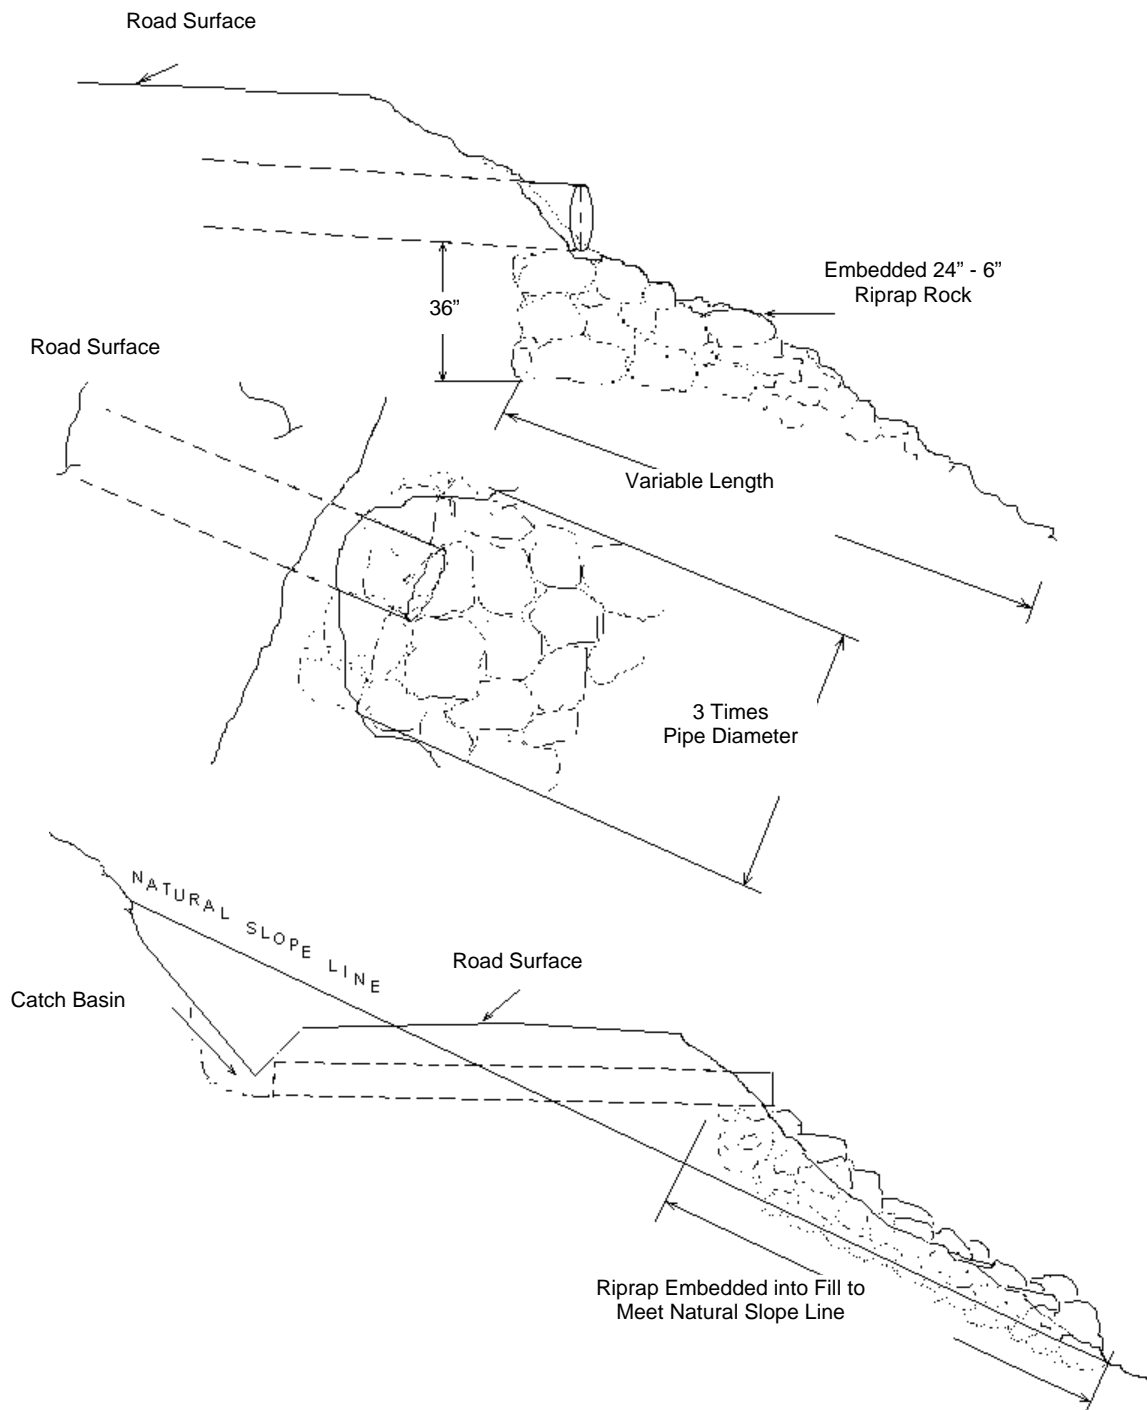 Road Surface
Embedded 24” - 6”
Riprap Rock
36”
Road Surface
Variable Length
3 Times
Pipe Diameter
NATURAL SLOPE LINE
Road Surface
Catch Basin
Riprap Embedded into Fill to
Meet Natural Slope Line